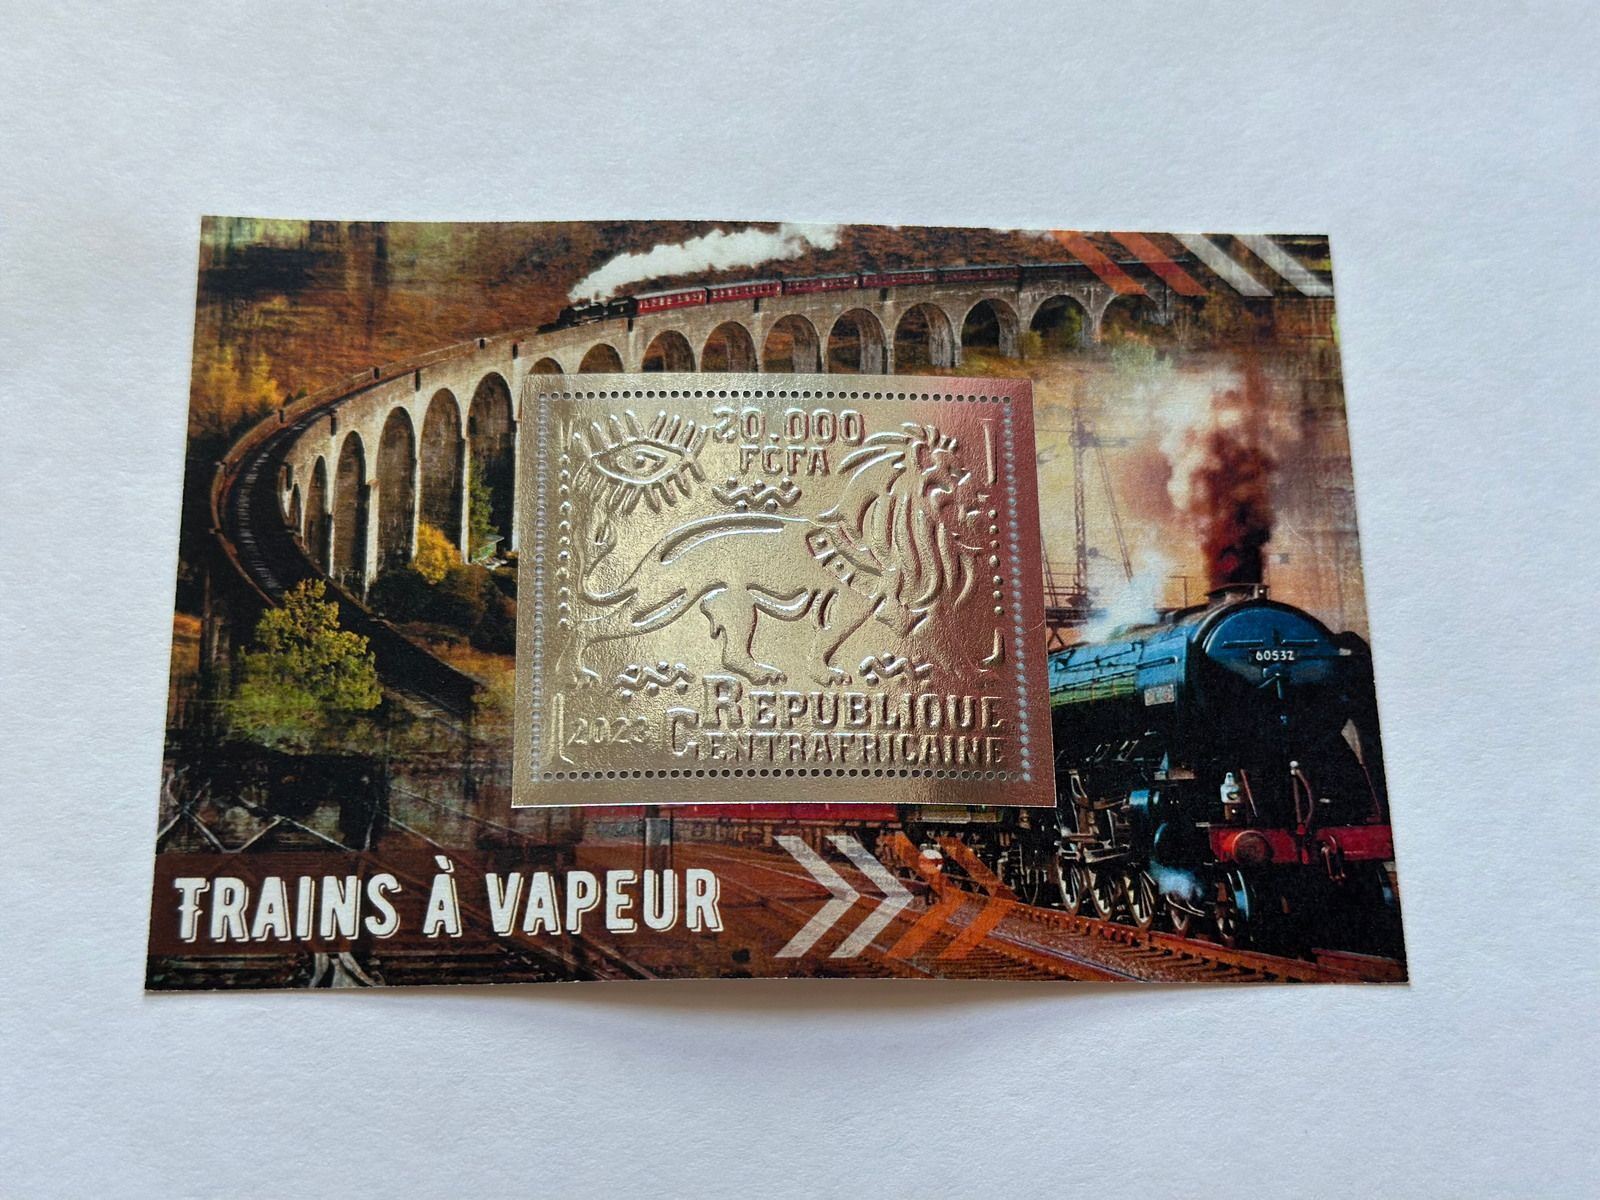 20.000
FCFA
60532
REPUBLIQUE
2023 CENTRAFRICAINE
TRAINS À VAPEUR